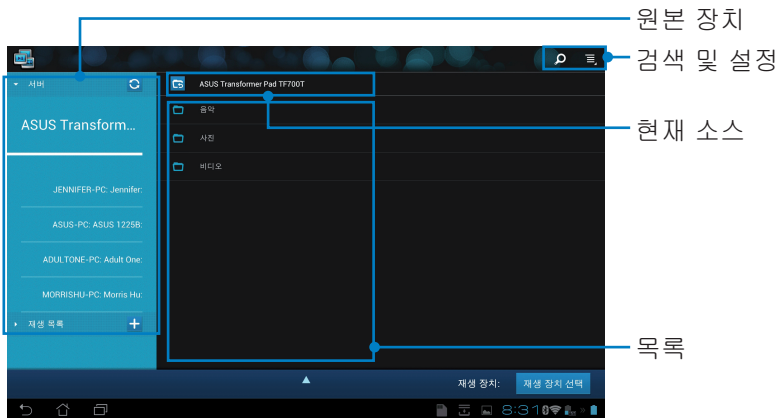 원본 장치
검색 및 설정
서버
ASUS Transformer Pad TF700T
ASUS Transform...
음악
사진
비디오
현재 소스
JENNIFER-PC: Jennifer:
ASUS-PC: ASUS 1225B:
ADULTONE-PC: Adult One:
MORRISHU-PC: Morris Hu:
재생 목록
목록
재생 장치:
재생 장치 선택
8:31